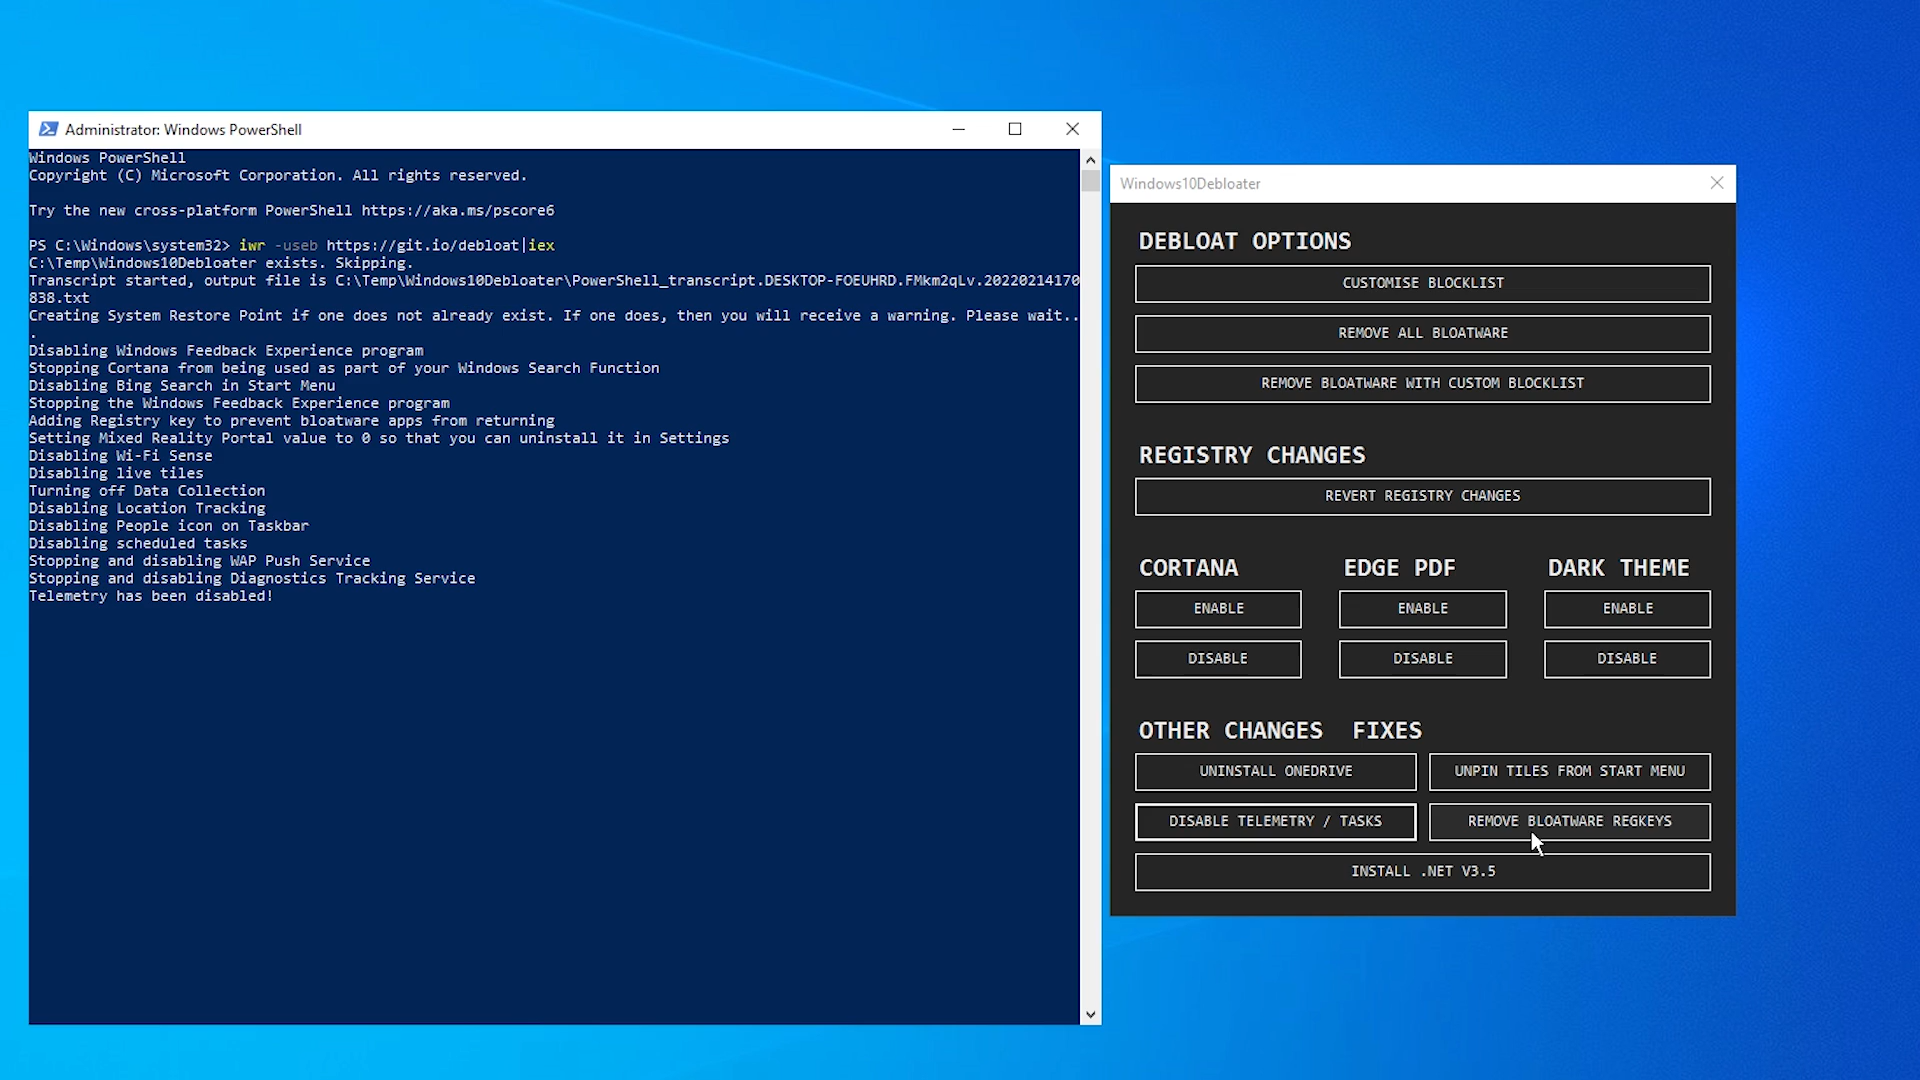 Administrator: Windows PowerShell
Windows PowerShell
Copyright (C) Microsoft Corporation. All rights reserved.
Try the new cross-platform PowerShell https://aka.ms/pscore6
PS C:\Windows\system32> iwr -useb https://git.io/debloat|iex
C:\Temp\Windows10Debloater exists. Skipping.
Transcript started, output file is C:\Temp\Windows10Debloater\PowerShell_transcript.DESKTOP-FOEUHRD.FMkm2qLv.20220214170
838.txt
Creating System Restore Point if one does not already exist. If one does, then you will receive a warning. Please wait..
.
Disabling Windows Feedback Experience program
Stopping Cortana from being used as part of your Windows Search Function
Disabling Bing Search in Start Menu
Stopping the Windows Feedback Experience program
Adding Registry key to prevent bloatware apps from returning
Setting Mixed Reality Portal value to 0 so that you can uninstall it in Settings
Disabling Wi-Fi Sense
Disabling live tiles
Turning off Data Collection
Disabling Location Tracking
Disabling People icon on Taskbar
Disabling scheduled tasks
Stopping and disabling WAP Push Service
Stopping and disabling Diagnostics Tracking Service
Telemetry has been disabled!
Windows10Debloater
DEBLOAT OPTIONS
CUSTOMISE BLOCKLIST
REMOVE ALL BLOATWARE
REMOVE BLOATWARE WITH CUSTOM BLOCKLIST
REGISTRY CHANGES
REVERT REGISTRY CHANGES
CORTANA EDGE PDF DARK THEME
ENABLE ENABLE ENABLE
DISABLE DISABLE DISABLE
OTHER CHANGES FIXES
UNINSTALL ONEDRIVE UNPIN TILES FROM START MENU
DISABLE TELEMETRY / TASKS REMOVE BLOATWARE REGKEYS
INSTALL .NET V3.5